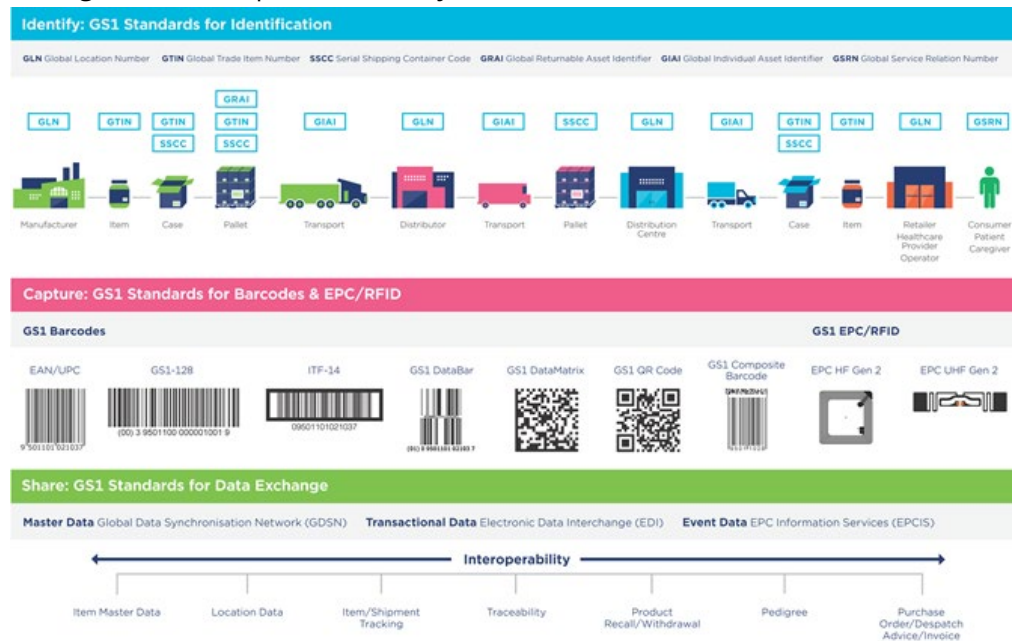 Identify: GS1 Standards for Identification
GLN Global Location Number GTIN Global Trade Item Number SSCC Serial Shipping Container Code GRAI Global Returnable Asset Identifier GIAI Global Individual Asset Identifier GSRN Global Service Relation Number
GRAI
GLN GTIN GTIN GTIN GIAI GLN GIAI SSCC GLN GIAI GTIN GTIN GLN GSRN
SSCC SSCC SSCC
Manufacturer Item Case Pallet Transport Distributor Transport Pallet Distribution Transport Case Item Retailer Consumer
Centre Healthcare Patient
Provider Caregiver
Operator
Capture: GS1 Standards for Barcodes & EPC/RFID
GS1 Barcodes GS1 EPC/RFID
EAN/UPC GS1-128 ITF-14 GS1 DataBar GS1 DataMatrix GS1 QR Code GS1 Composite EPC HF Gen 2 EPC UHF Gen 2
Barcode
9 501101 021037 (00) 3 9501100 000001001 9 09501101021037 (01) 0 9501101 02103 7
Share: GS1 Standards for Data Exchange
Master Data Global Data Synchronisation Network (GDSN) Transactional Data Electronic Data Interchange (EDI) Event Data EPC Information Services (EPCIS)
Interoperability
Item Master Data Location Data Item/Shipment Traceability Product Pedigree Purchase
Tracking Recall/Withdrawal Order/Despatch
Advice/Invoice